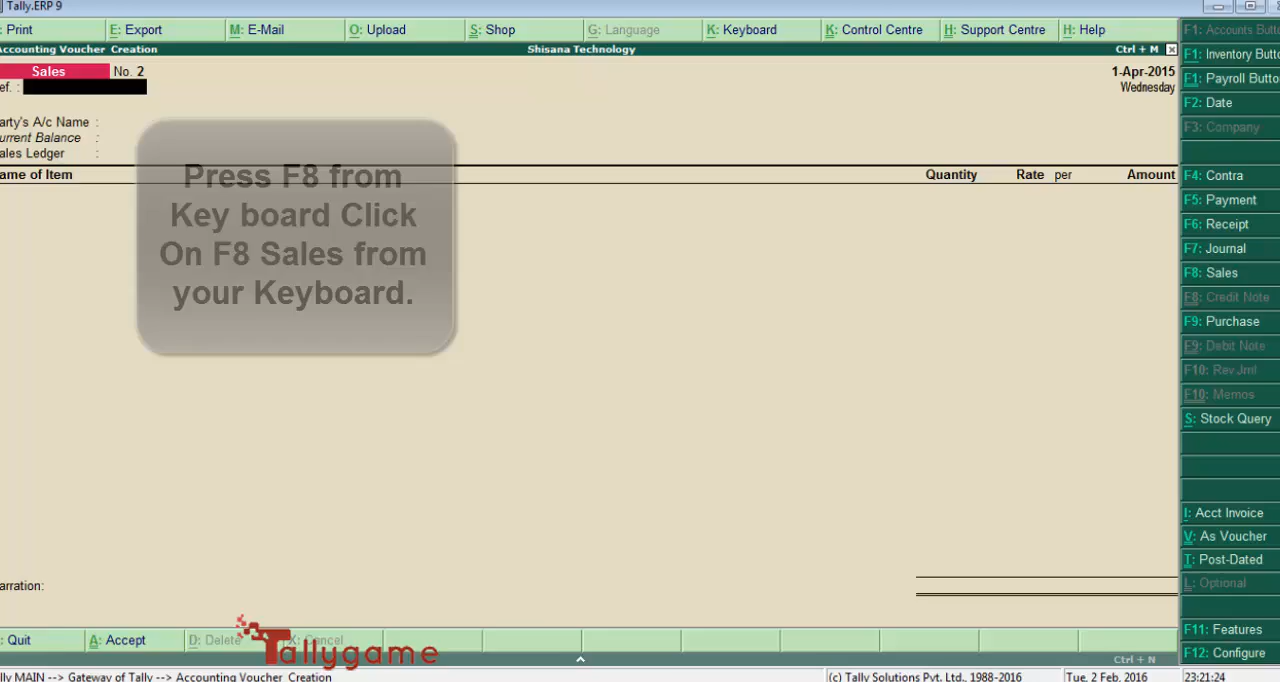 Tally.ERP 9
: Print E: Export M: E-Mail O: Upload S: Shop G: Language K: Keyboard K: Control Centre H: Support Centre H: Help
Accounting Voucher Creation Shisana Technology Ctrl + M
Sales No. 2 1-Apr-2015
ef. : Wednesday
arty's A/c Name :
urrent Balance :
ales Ledger :
ame of Item Quantity Rate per Amount
Press F8 from
Key board Click
On F8 Sales from
your Keyboard.
F1: Accounts Butto
F1: Inventory Butto
F1: Payroll Butto
F2: Date
F3: Company
F4: Contra
F5: Payment
F6: Receipt
F7: Journal
F8: Sales
F8: Credit Note
F9: Purchase
F9: Debit Note
F10: Rev.Jrnl
F10: Memos
S: Stock Query
I: Acct Invoice
V: As Voucher
T: Post-Dated
L: Optional
F11: Features
F12: Configure
arration:
: Quit A: Accept D: Delete X: Cancel
Tallygame
Ctrl + N
lly MAIN --> Gateway of Tally --> Accounting Voucher Creation (c) Tally Solutions Pvt. Ltd., 1988-2016 Tue, 2 Feb, 2016 23:21:24